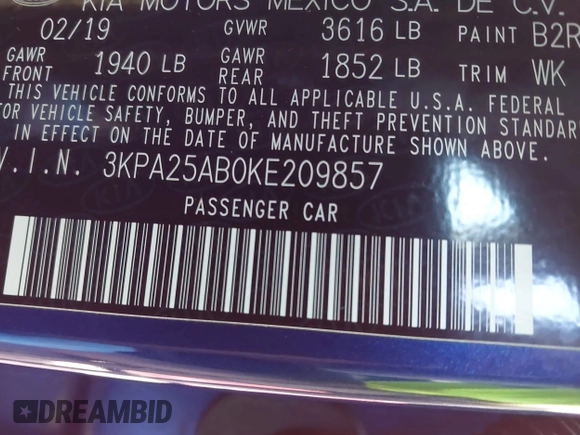 KIA MOTORS MEXICO S.A. DE C.V.
02/19 GVWR 3616 LB PAINT B2R
GAWR FRONT 1940 LB GAWR REAR 1852 LB TRIM WK
THIS VEHICLE CONFORMS TO ALL APPLICABLE U.S.A. FEDERAL
FOR VEHICLE SAFETY, BUMPER, AND THEFT PREVENTION STANDAR
IN EFFECT ON THE DATE OF MANUFACTURE SHOWN ABOVE.
V.I.N. 3KPA25AB0KE209857
PASSENGER CAR
DREAMBID